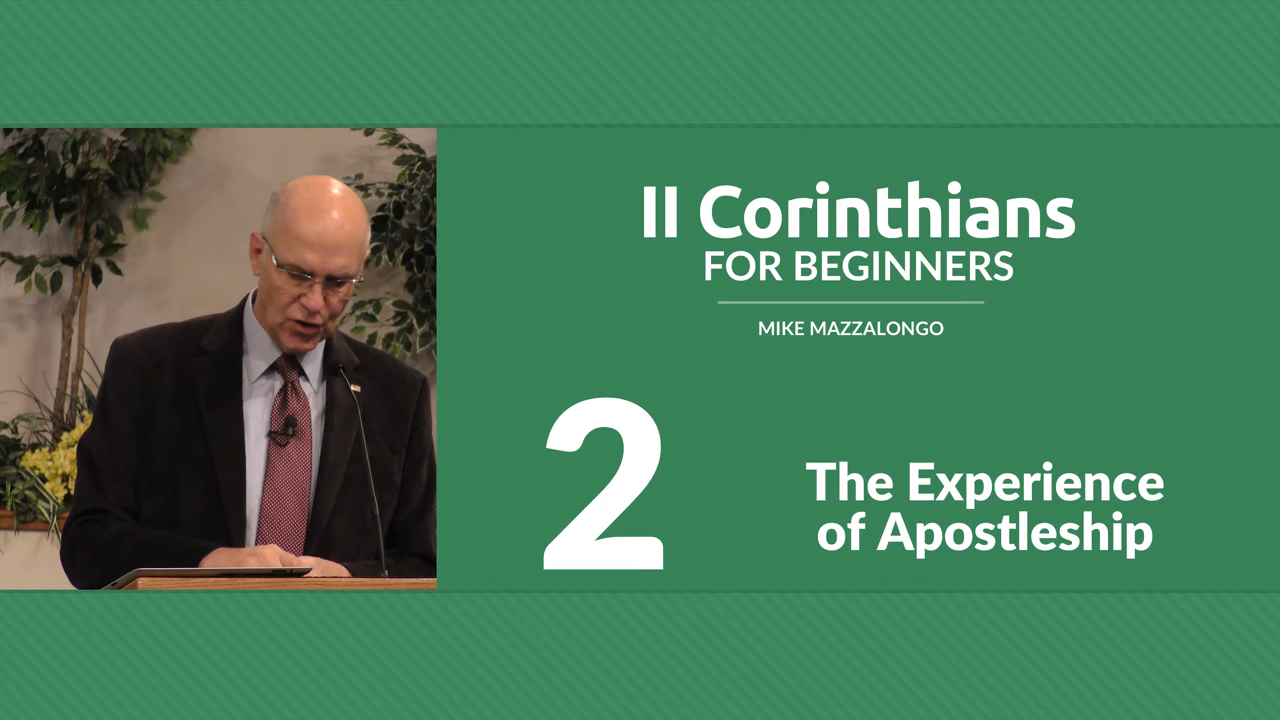 II Corinthians
FOR BEGINNERS
MIKE MAZZALONGO
2
The Experience
of Apostleship